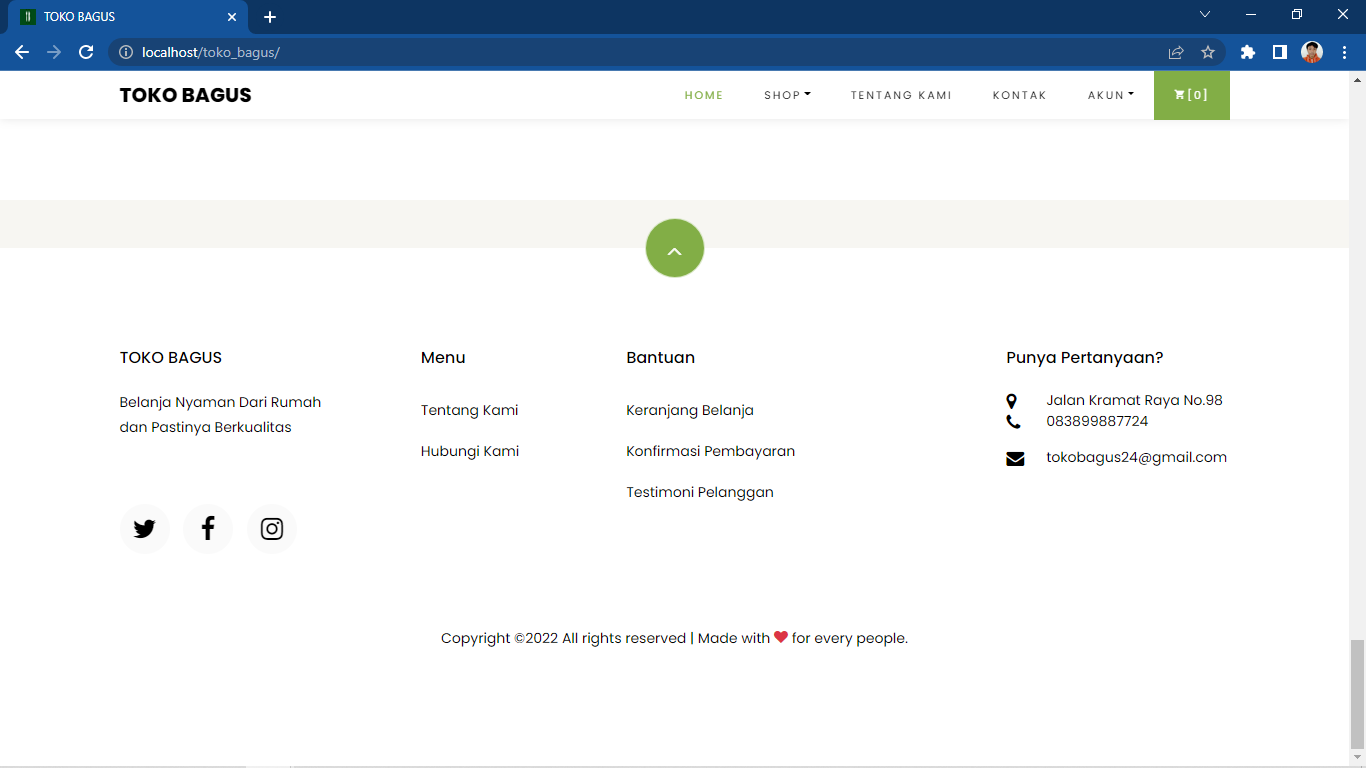 TOKO BAGUS
localhost/toko_bagus/
TOKO BAGUS
HOME SHOP TENTANG KAMI KONTAK AKUN [0]
TOKO BAGUS
Belanja Nyaman Dari Rumah
dan Pastinya Berkualitas
Menu
Tentang Kami
Hubungi Kami
Bantuan
Keranjang Belanja
Konfirmasi Pembayaran
Testimoni Pelanggan
Punya Pertanyaan?
Jalan Kramat Raya No.98
083899887724
tokobagus24@gmail.com
Copyright ©2022 All rights reserved | Made with ❤ for every people.